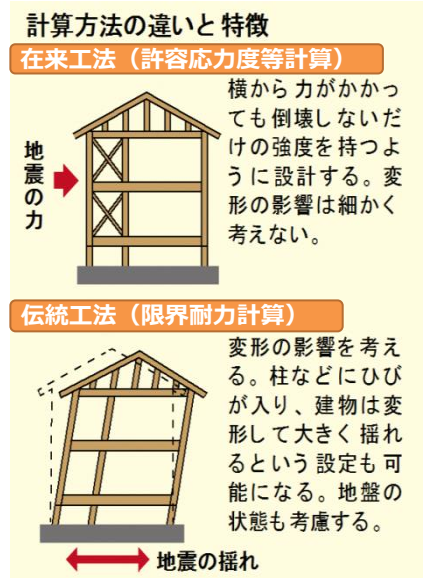 計算方法の違いと特徴
在来工法（許容応力度等計算）
横から力がかかっ
ても倒壊しないだ
けの強度を持つよ
うに設計する。変
形の影響は細かく
考えない。
地震の力
伝統工法（限界耐力計算）
変形の影響を考え
る。柱などにひび
が入り、建物は変
形して大きく揺れ
るという設定も可
能になる。地盤の
状態も考慮する。
地震の揺れ